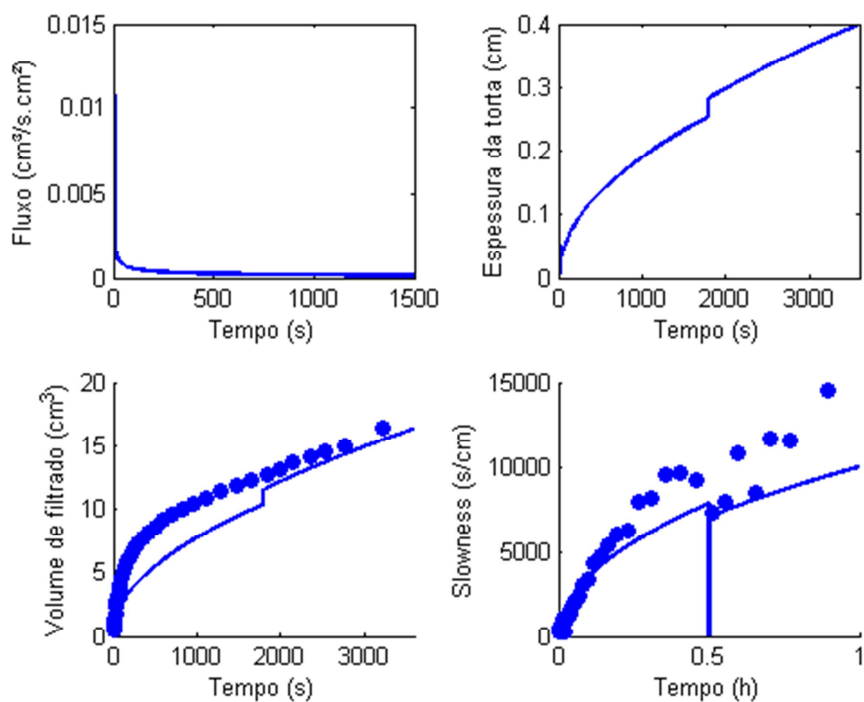 0.015
0.01
0.005
0
Fluxo (cm³/s.cm²)
0 500 1000 1500
Tempo (s)
0.4
0.3
0.2
0.1
0
Espessura da torta (cm)
0 1000 2000 3000
Tempo (s)
20
15
10
5
0
Volume de filtrado (cm³)
0 1000 2000 3000
Tempo (s)
15000
10000
5000
0
Slowness (s/cm)
0 0.5 1
Tempo (h)